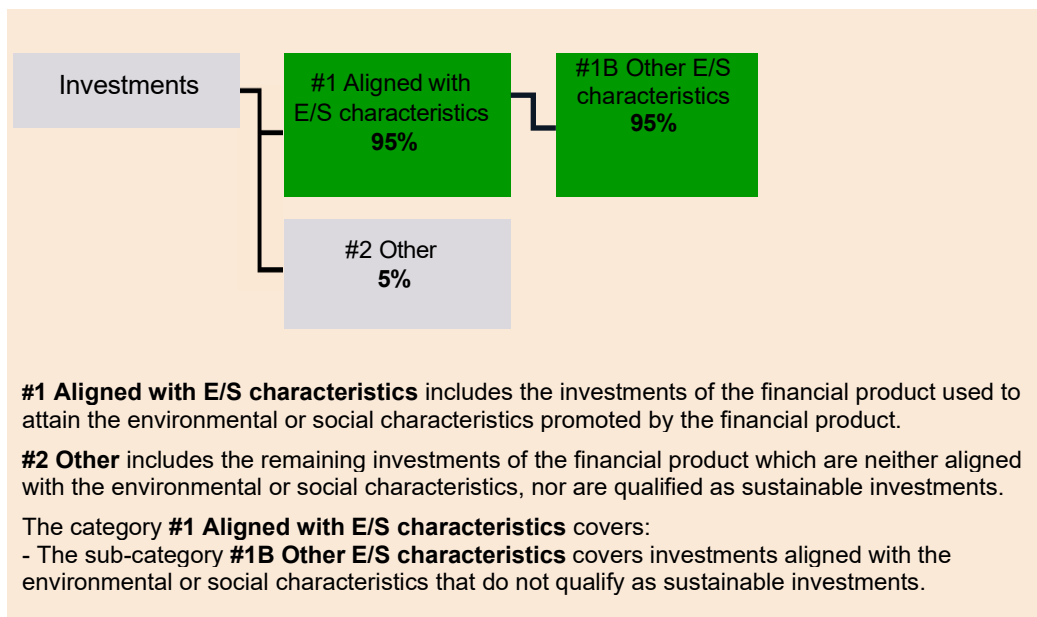 Investments
#1 Aligned with
E/S characteristics
95%
#1B Other E/S
characteristics
95%
#2 Other
5%
#1 Aligned with E/S characteristics includes the investments of the financial product used to
attain the environmental or social characteristics promoted by the financial product.
#2 Other includes the remaining investments of the financial product which are neither aligned
with the environmental or social characteristics, nor are qualified as sustainable investments.
The category #1 Aligned with E/S characteristics covers:
- The sub-category #1B Other E/S characteristics covers investments aligned with the
environmental or social characteristics that do not qualify as sustainable investments.